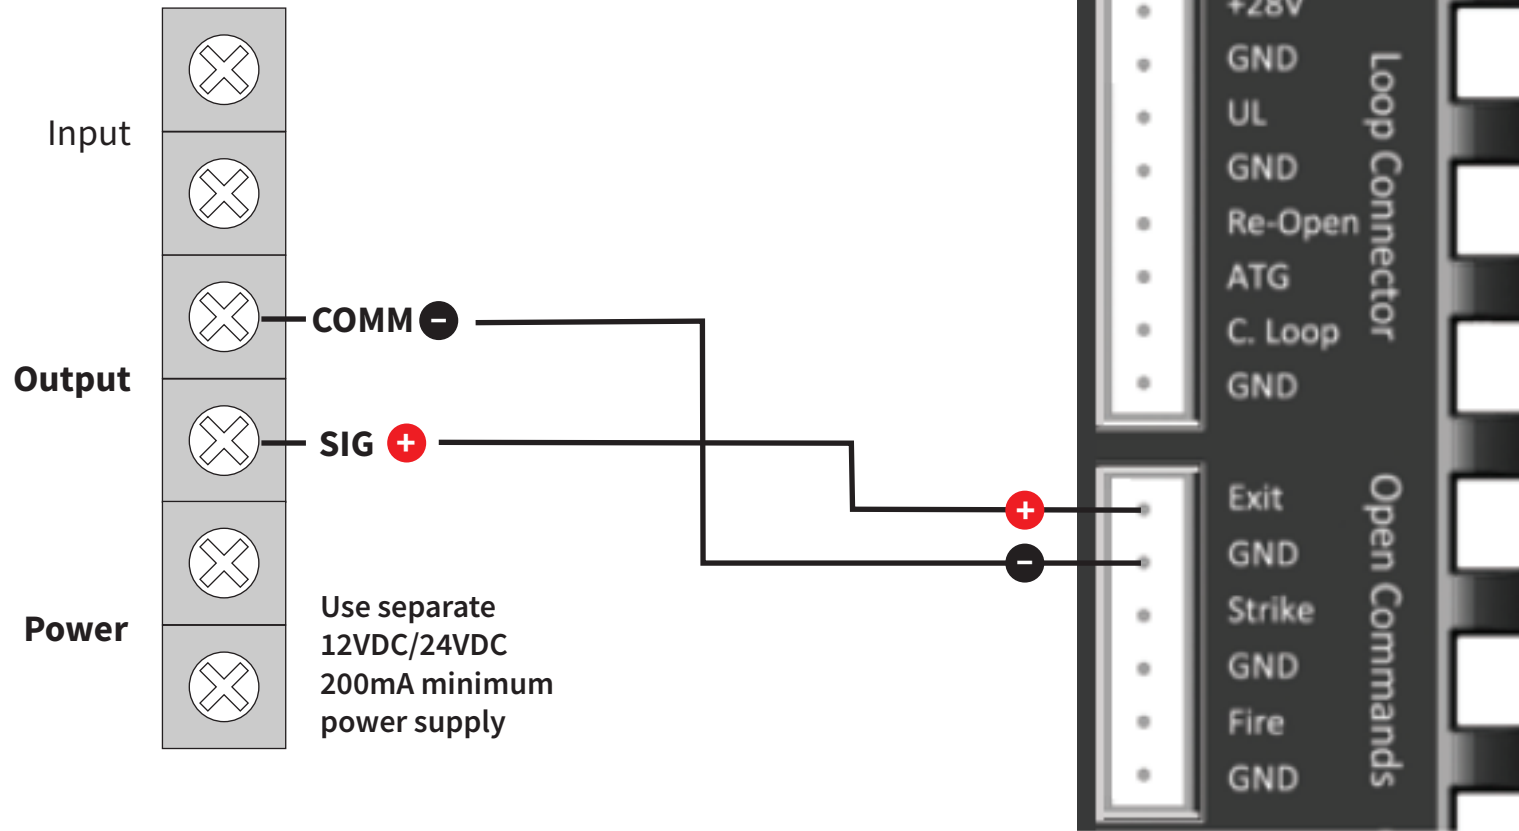 Input
Output
Power
COMM -
SIG +
Use separate
12VDC/24VDC
200mA minimum
power supply
+
-
+28V
GND
UL
GND
Re-Open
ATG
C. Loop
GND
Loop Connector
Exit
GND
Strike
GND
Fire
GND
Open Commands